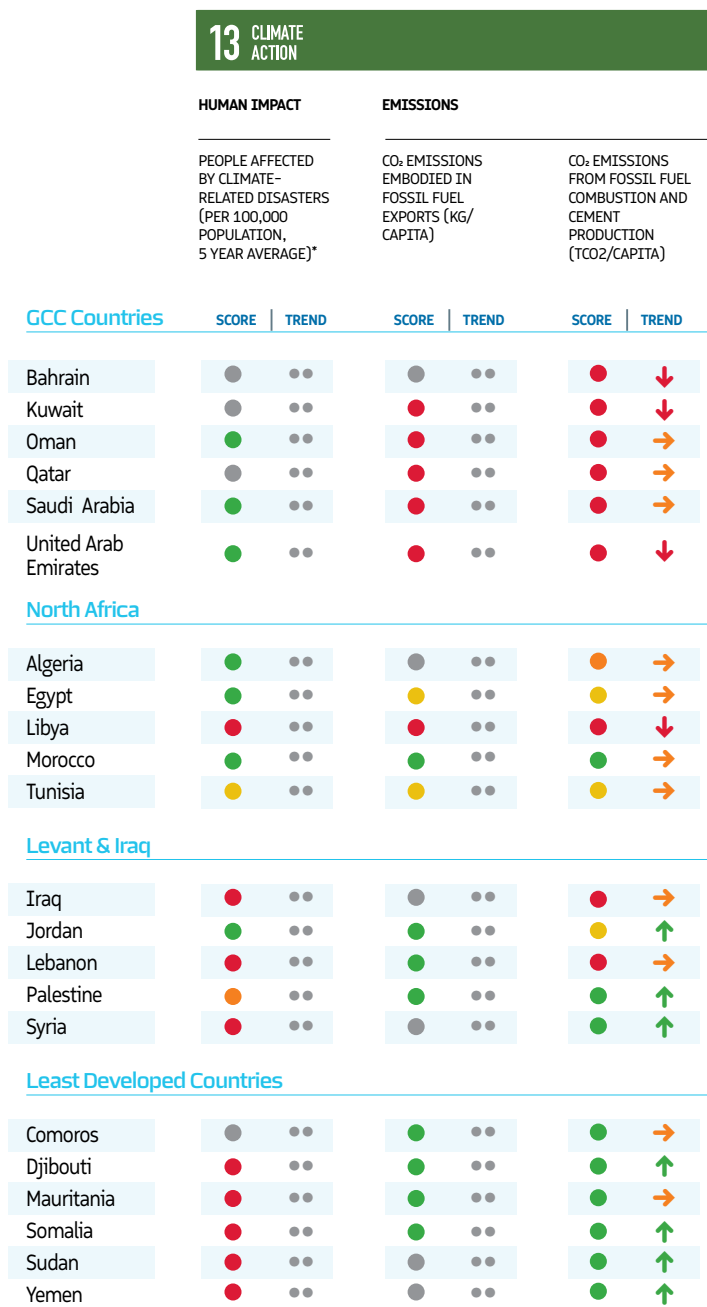 13 CLIMATE
ACTION
HUMAN IMPACT
EMISSIONS
PEOPLE AFFECTED
BY CLIMATE-
RELATED DISASTERS
(PER 100,000
POPULATION,
5 YEAR AVERAGE)*
CO₂ EMISSIONS
EMBODIED IN
FOSSIL FUEL
EXPORTS (KG/
CAPITA)
CO₂ EMISSIONS
FROM FOSSIL FUEL
COMBUSTION AND
CEMENT
PRODUCTION
(TCO2/CAPITA)
GCC Countries SCORE | TREND SCORE | TREND SCORE | TREND
Bahrain
Kuwait
Oman
Qatar
Saudi Arabia
United Arab
Emirates
North Africa
Algeria
Egypt
Libya
Morocco
Tunisia
Levant & Iraq
Iraq
Jordan
Lebanon
Palestine
Syria
Least Developed Countries
Comoros
Djibouti
Mauritania
Somalia
Sudan
Yemen